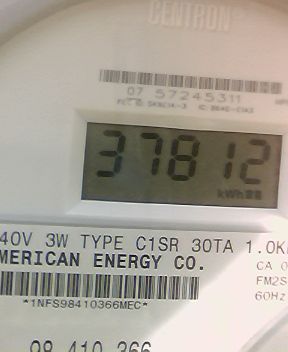 CENTRON
07 57245311
37812
kWh
40V 3W TYPE C1SR 30TA 1.0K
MERICAN ENERGY CO.
CA 0
FM2S
*1NFS98410366MEC*
60Hz
98 410 366